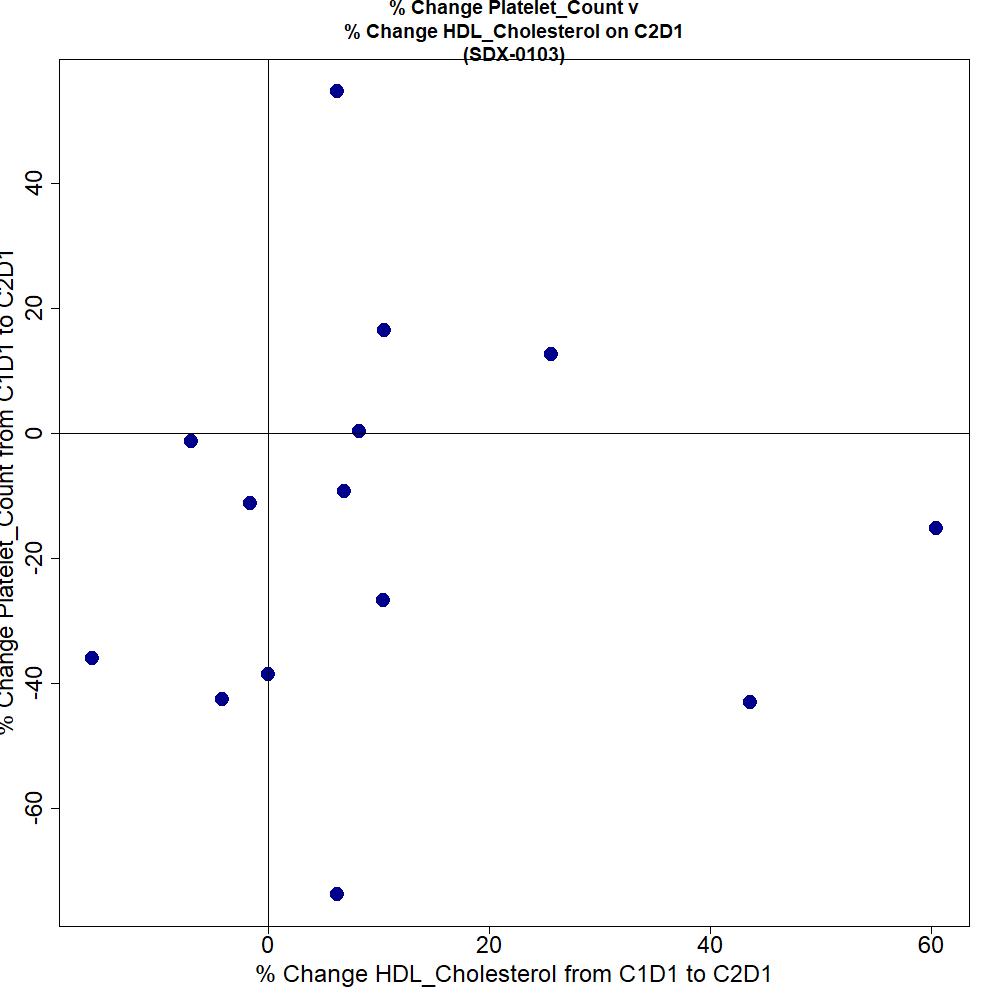 % Change Platelet_Count v
% Change HDL_Cholesterol on C2D1
(SDX-0103)
% Change Platelet_Count from C1D1 to C2D1
40
20
0
-20
-40
-60
0
20
40
60
% Change HDL_Cholesterol from C1D1 to C2D1